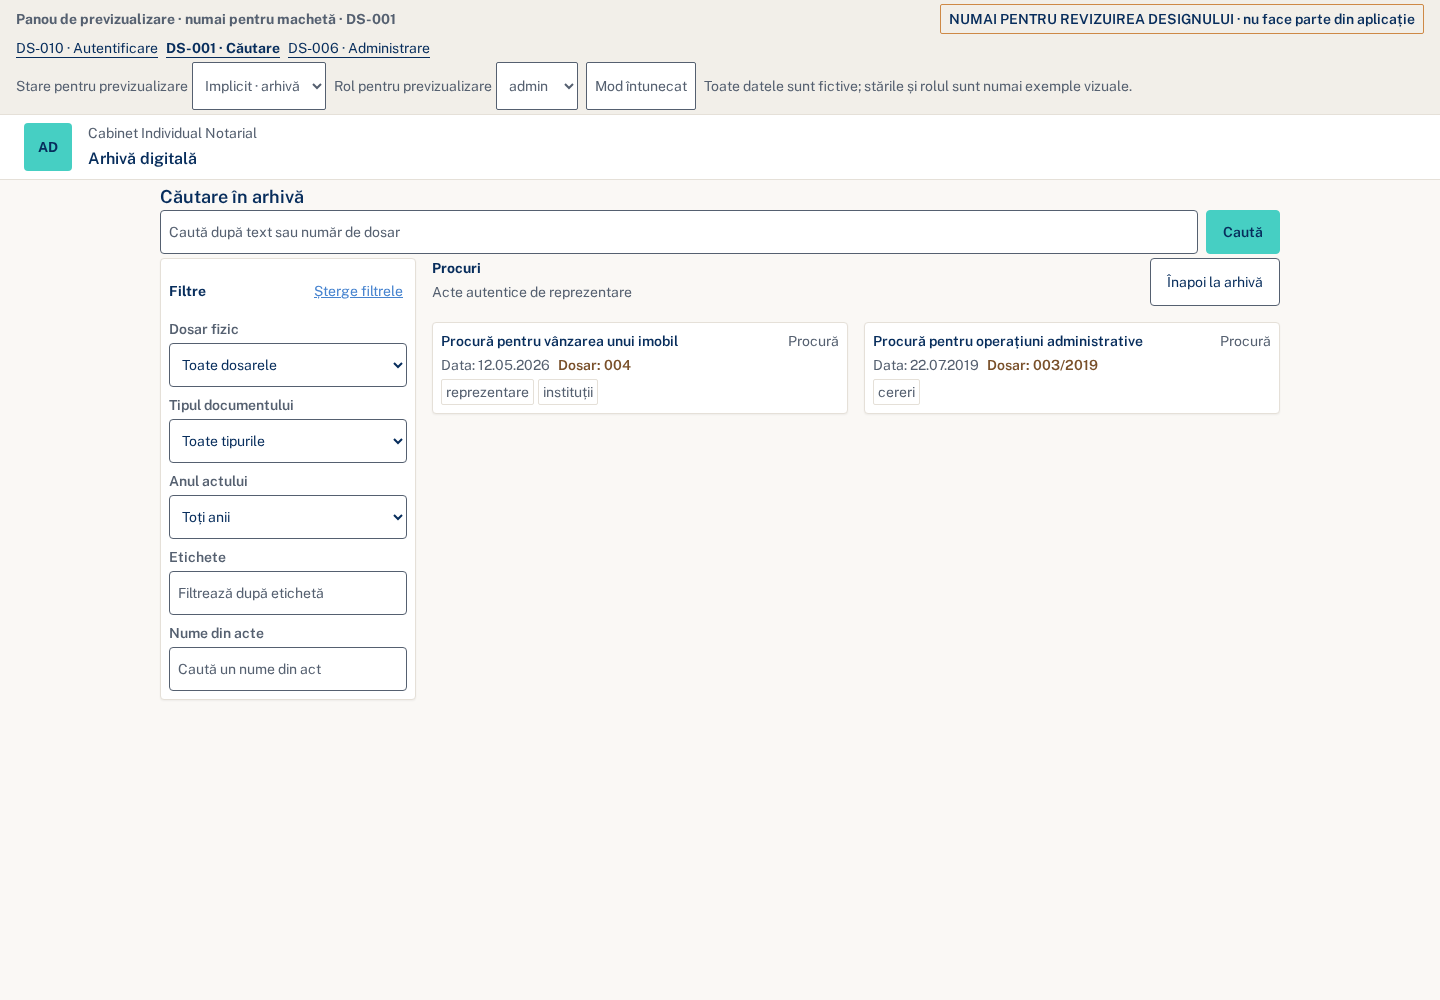 Panou de previzualizare · numai pentru machetă · DS-001
NUMAI PENTRU REVIZUIREA DESIGNULUI · nu face parte din aplicație
DS-010 · Autentificare DS-001 · Căutare DS-006 · Administrare
Stare pentru previzualizare Implicit · arhivă Rol pentru previzualizare admin Mod întunecat Toate datele sunt fictive; stările și rolul sunt numai exemple vizuale.
AD
Cabinet Individual Notarial
Arhivă digitală
Căutare în arhivă
Caută după text sau număr de dosar
Caută
Filtre
Șterge filtrele
Dosar fizic
Toate dosarele
Tipul documentului
Toate tipurile
Anul actului
Toți anii
Etichete
Filtrează după etichetă
Nume din acte
Caută un nume din act
Procuri
Acte autentice de reprezentare
Înapoi la arhivă
Procură pentru vânzarea unui imobil Procură
Data: 12.05.2026 Dosar: 004
reprezentare instituții
Procură pentru operațiuni administrative Procură
Data: 22.07.2019 Dosar: 003/2019
cereri